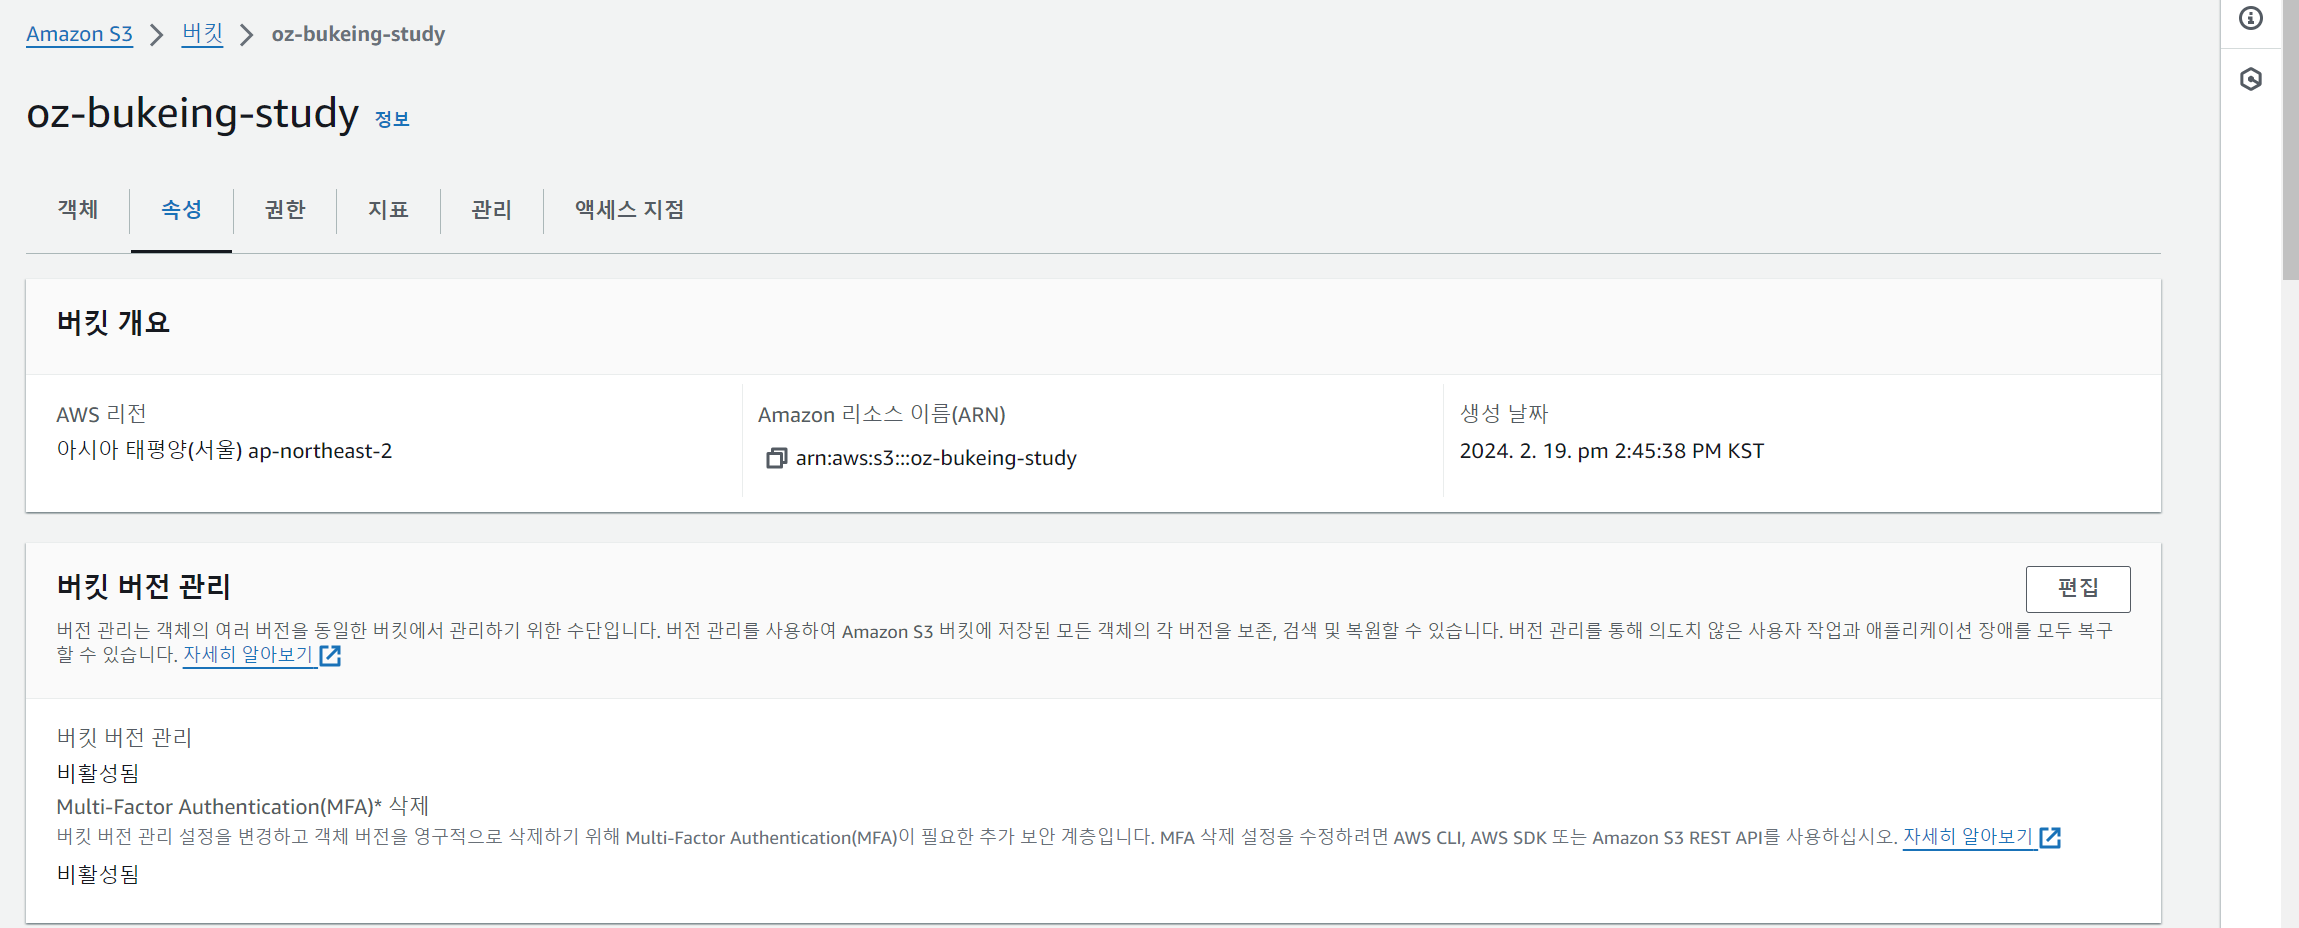 Amazon S3 > 버킷 > oz-bukeing-study
oz-bukeing-study 정보
객체 속성 권한 지표 관리 액세스 지점
버킷 개요
AWS 리전
아시아 태평양(서울) ap-northeast-2
Amazon 리소스 이름(ARN)
arn:aws:s3:::oz-bukeing-study
생성 날짜
2024. 2. 19. pm 2:45:38 PM KST
버킷 버전 관리
편집
버전 관리는 객체의 여러 버전을 동일한 버킷에서 관리하기 위한 수단입니다. 버전 관리를 사용하여 Amazon S3 버킷에 저장된 모든 객체의 각 버전을 보존, 검색 및 복원할 수 있습니다. 버전 관리를 통해 의도치 않은 사용자 작업과 애플리케이션 장애를 모두 복구
할 수 있습니다. 자세히 알아보기
버킷 버전 관리
비활성됨
Multi-Factor Authentication(MFA)* 삭제
버킷 버전 관리 설정을 변경하고 객체 버전을 영구적으로 삭제하기 위해 Multi-Factor Authentication(MFA)이 필요한 추가 보안 계층입니다. MFA 삭제 설정을 수정하려면 AWS CLI, AWS SDK 또는 Amazon S3 REST API를 사용하십시오. 자세히 알아보기
비활성됨